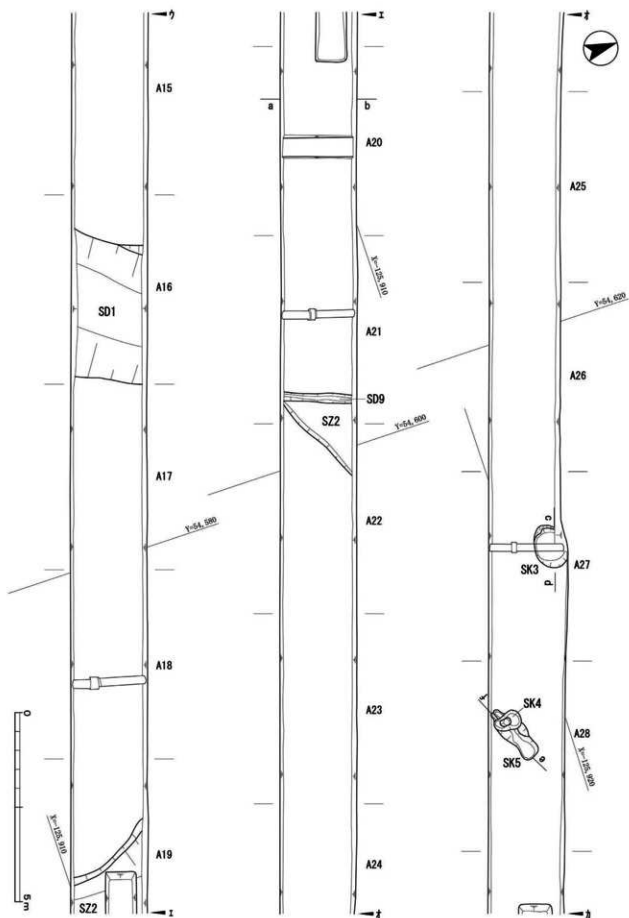 ウ
A15
A16
SD1
A17
Y=54,580
A18
X=-125,910
A19
SZ2
エ
0
5m
エ
a
b
A20
X=-125,910
A21
SD9
SZ2
Y=54,600
A22
A23
A24
オ
オ
A25
Y=54,620
A26
c
SK3
A27
d
f
SK4
A28
SK5
e
X=-125,920
カ